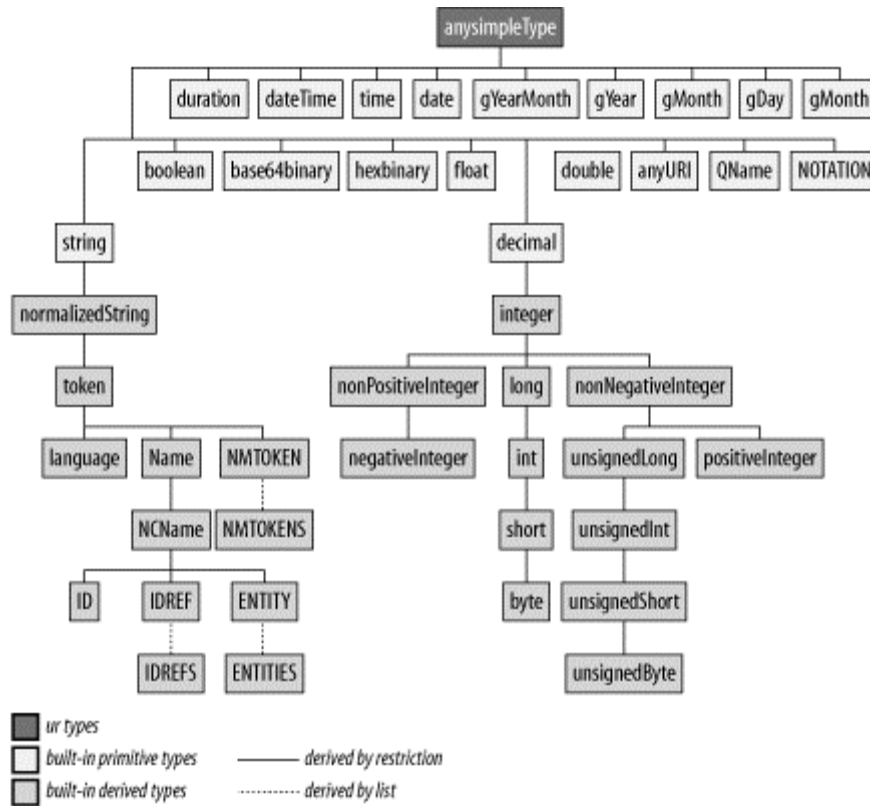 anysimpleType
duration dateTime time date gYearMonth gYear gMonth gDay gMonth
boolean base64binary hexbinary float double anyURI QName NOTATION
string decimal
normalizedString integer
token nonPositiveInteger long nonNegativeInteger
language Name NMTOKEN negativeInteger int unsignedLong positiveInteger
NCName NMTOKENS short unsignedInt
ID IDREF ENTITY byte unsignedShort
IDREFS ENTITIES unsignedByte
ur types
built-in primitive types derived by restriction
built-in derived types derived by list